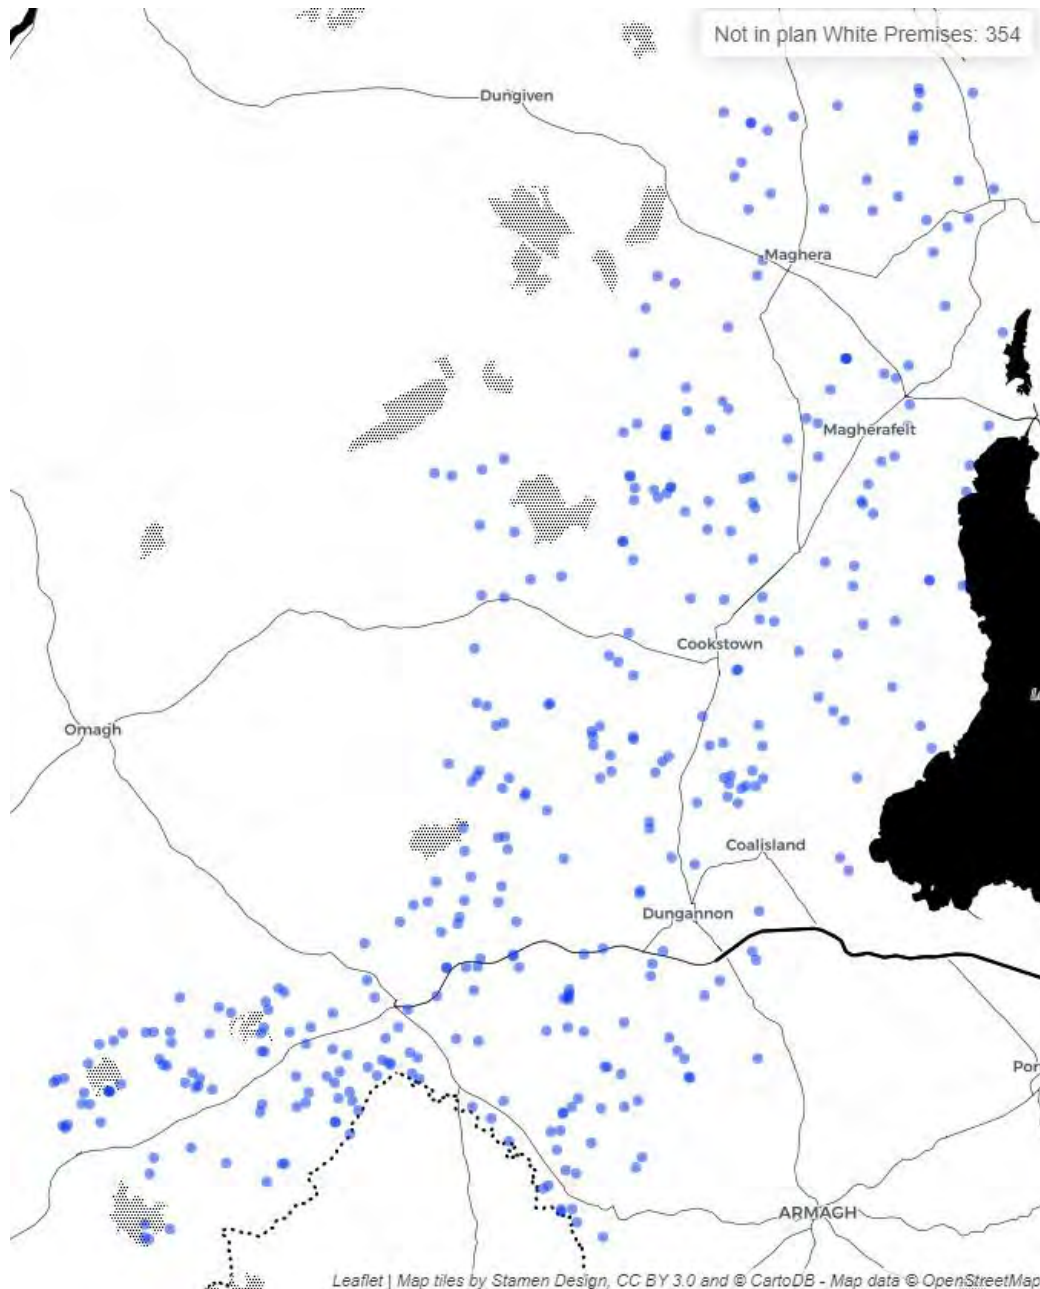 Not in plan White Premises: 354
Dungiven
Maghera
Magherafelt
Cookstown
Omagh
Coalisland
Dungannon
Por
ARMAGH
Leaflet | Map tiles by Stamen Design, CC BY 3.0 and © CartoDB - Map data © OpenStreetMap